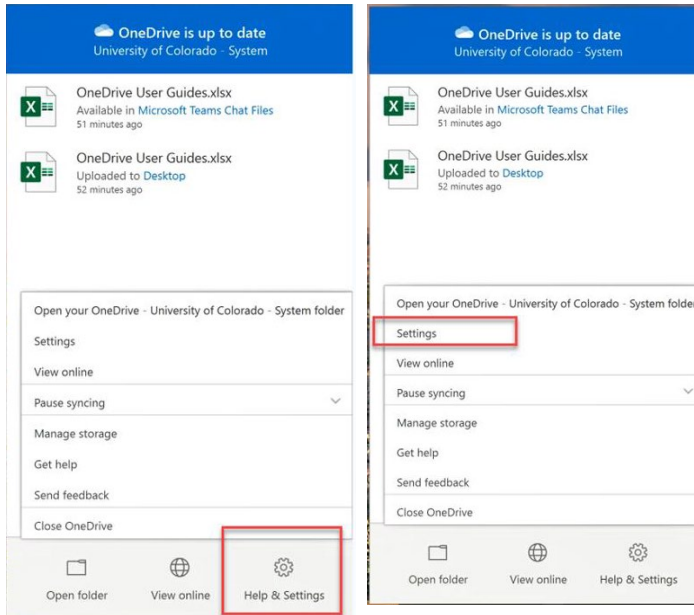 OneDrive is up to date
University of Colorado - System
OneDrive User Guides.xlsx
Available in Microsoft Teams Chat Files
51 minutes ago
OneDrive User Guides.xlsx
Uploaded to Desktop
52 minutes ago
Open your OneDrive - University of Colorado - System folder
Settings
View online
Pause syncing
Manage storage
Get help
Send feedback
Close OneDrive
Open folder
View online
Help & Settings
OneDrive is up to date
University of Colorado - System
OneDrive User Guides.xlsx
Available in Microsoft Teams Chat Files
51 minutes ago
OneDrive User Guides.xlsx
Uploaded to Desktop
52 minutes ago
Open your OneDrive - University of Colorado - System folder
Settings
View online
Pause syncing
Manage storage
Get help
Send feedback
Close OneDrive
Open folder
View online
Help & Settings